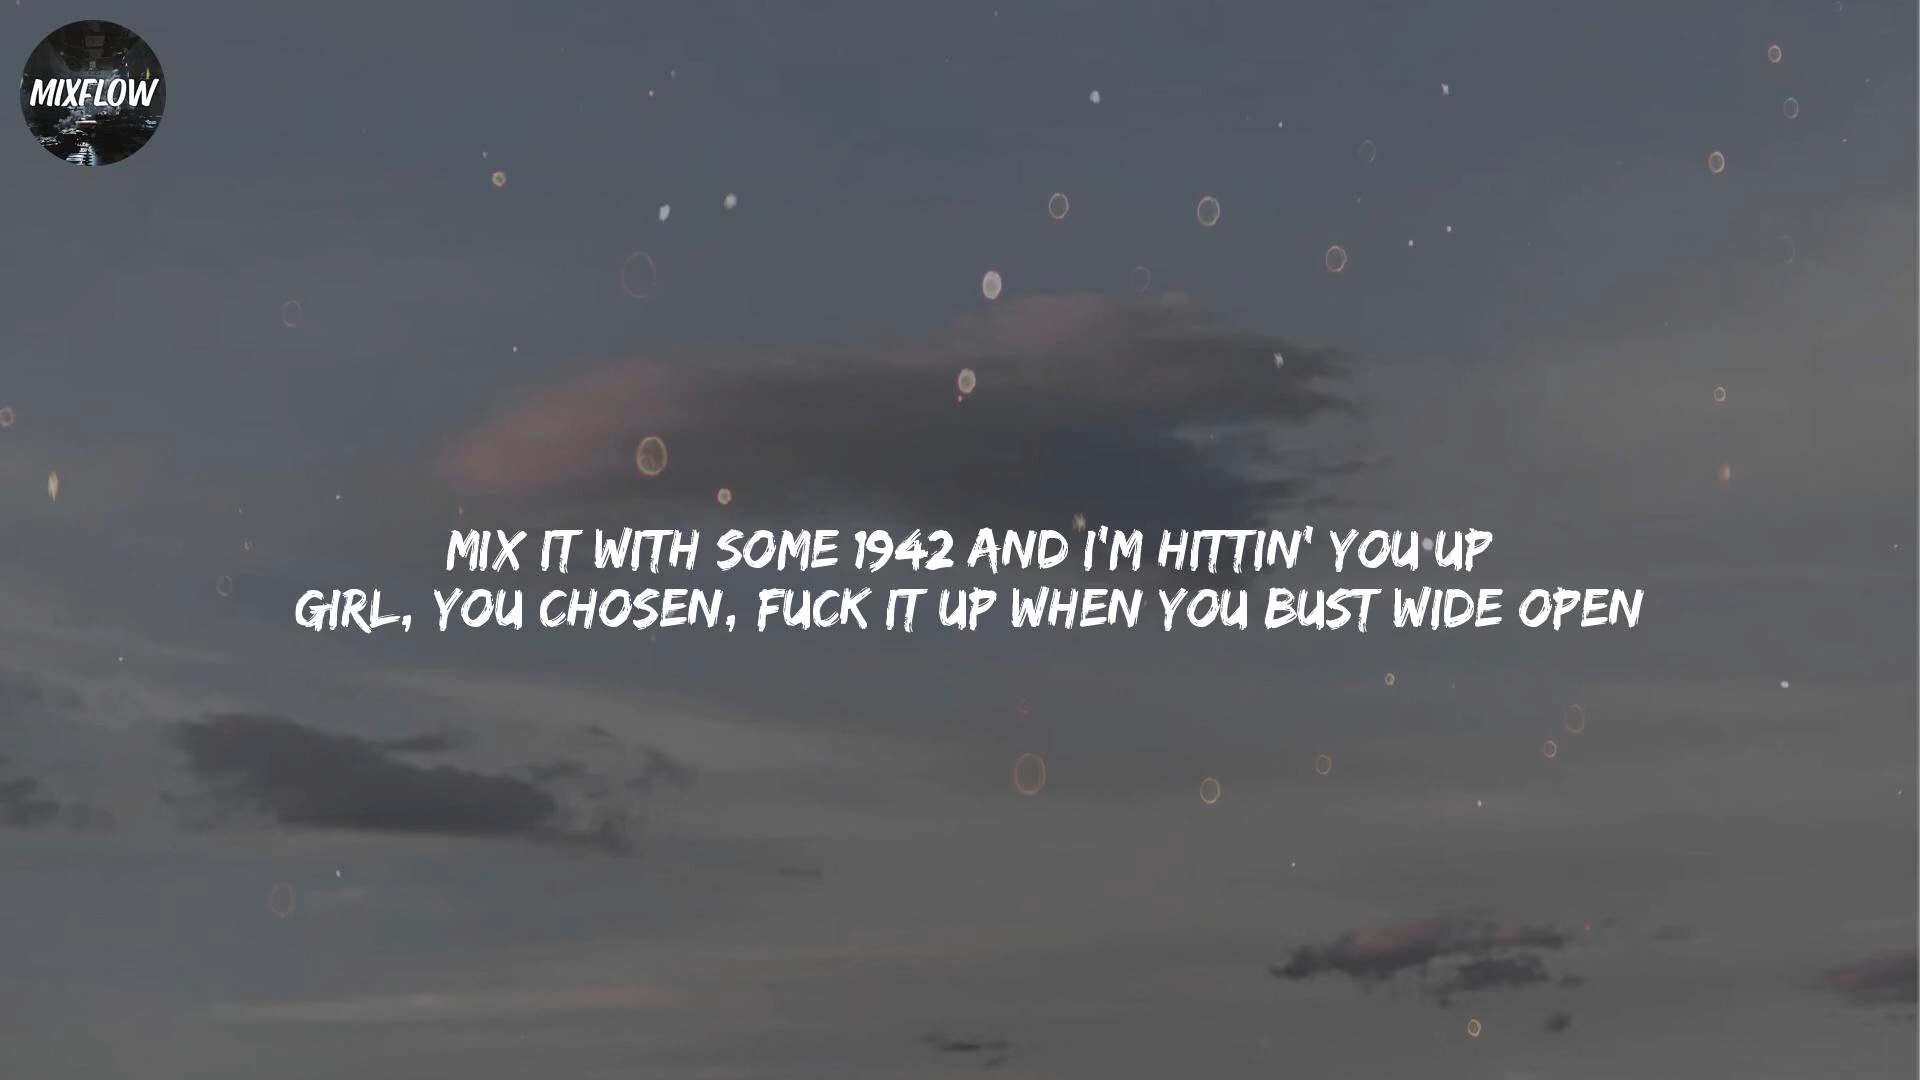 MIXFLOW
MIX IT WITH SOME 1942 AND I'M HITTIN' YOU UP
GIRL, YOU CHOSEN, FUCK IT UP WHEN YOU BUST WIDE OPEN